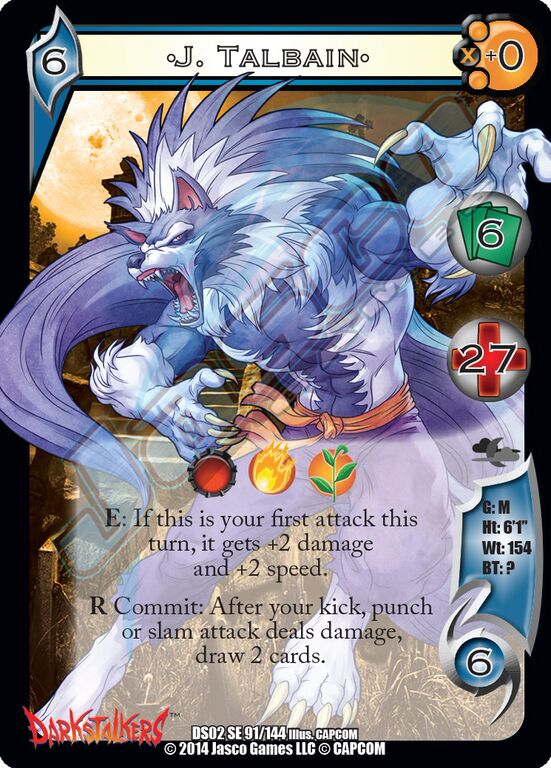 6
·J. TALBAIN·
X +0
6
27
G: M
Ht: 6'1"
Wt: 154
BT: ?
E: If this is your first attack this
turn, it gets +2 damage
and +2 speed.
R Commit: After your kick, punch
or slam attack deals damage,
draw 2 cards.
6
DARKSTALKERS™
DS02 SE 91/144 Illus. CAPCOM
© 2014 Jasco Games LLC © CAPCOM